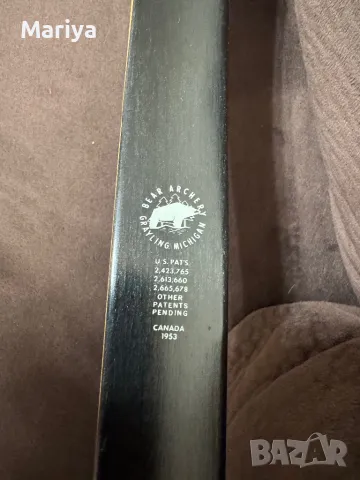 Mariya
BEAR ARCHERY
GRAYLING MICHIGAN
U.S. PATS.
2,423,765
2,613,660
2,665,678
OTHER
PATENTS
PENDING
CANADA
1953
BAZAR
bg